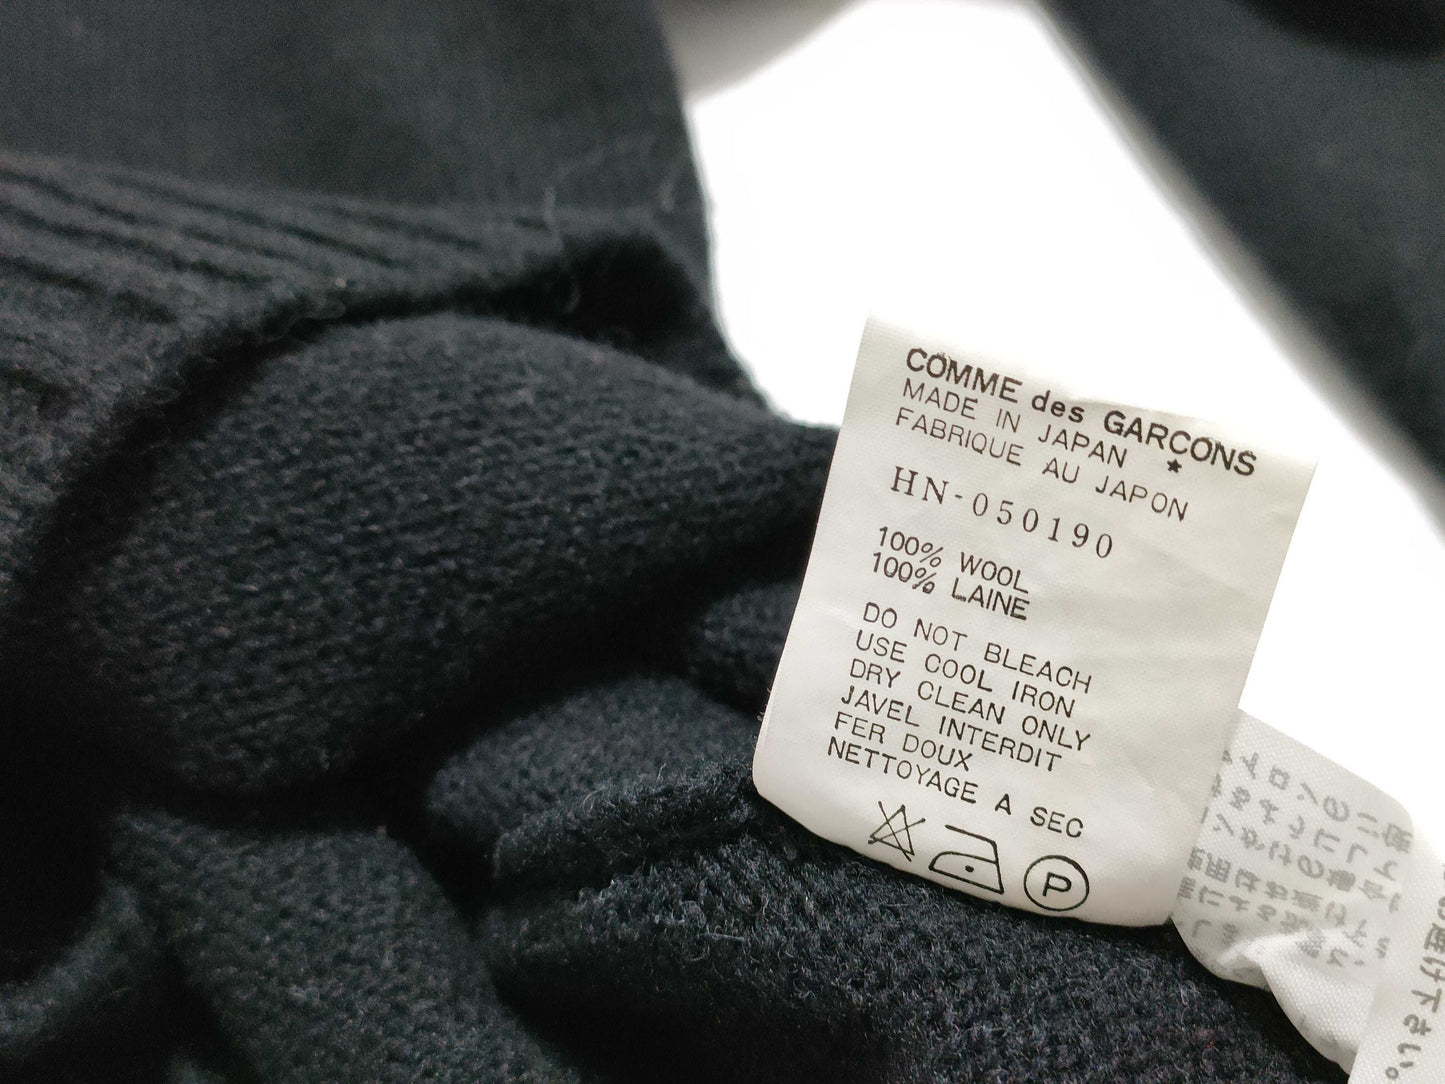 COMME des GARCONS
MADE IN JAPAN ★
FABRIQUE AU JAPON
HN-050190
100% WOOL
100% LAINE
DO NOT BLEACH
USE COOL IRON
DRY CLEAN ONLY
JAVEL INTERDIT
FER DOUX
NETTOYAGE A SEC
P